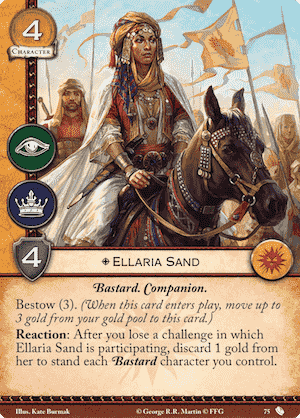 4
CHARACTER
4
ELLARIA SAND
Bastard. Companion.
Bestow (3). (When this card enters play, move up to
3 gold from your gold pool to this card.)
Reaction: After you lose a challenge in which
Ellaria Sand is participating, discard 1 gold from
her to stand each Bastard character you control.
Illus. Kate Burmak
© George R.R. Martin © FFG
75